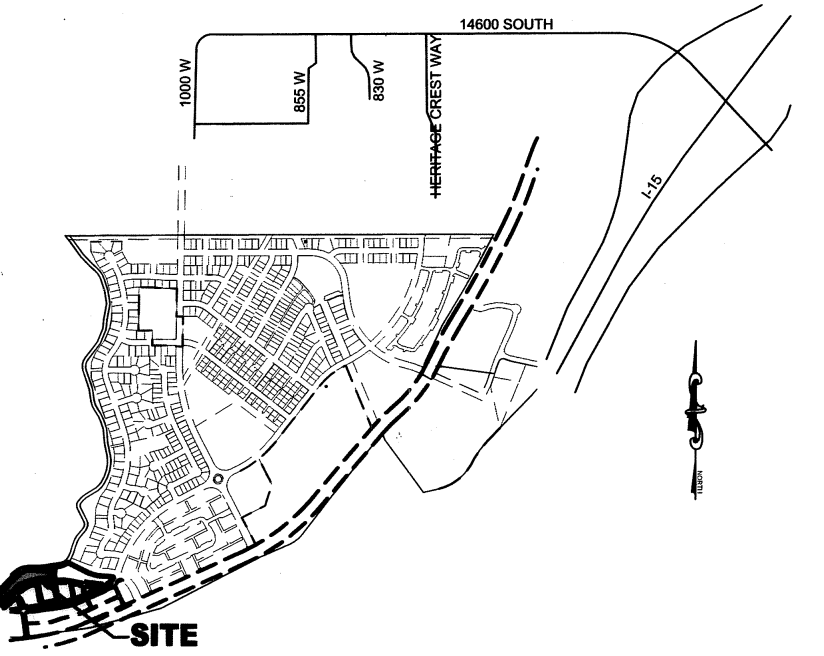 14600 SOUTH
1000 W
855 W
830 W
HERITAGE CREST WAY
I-15
NORTH
SITE